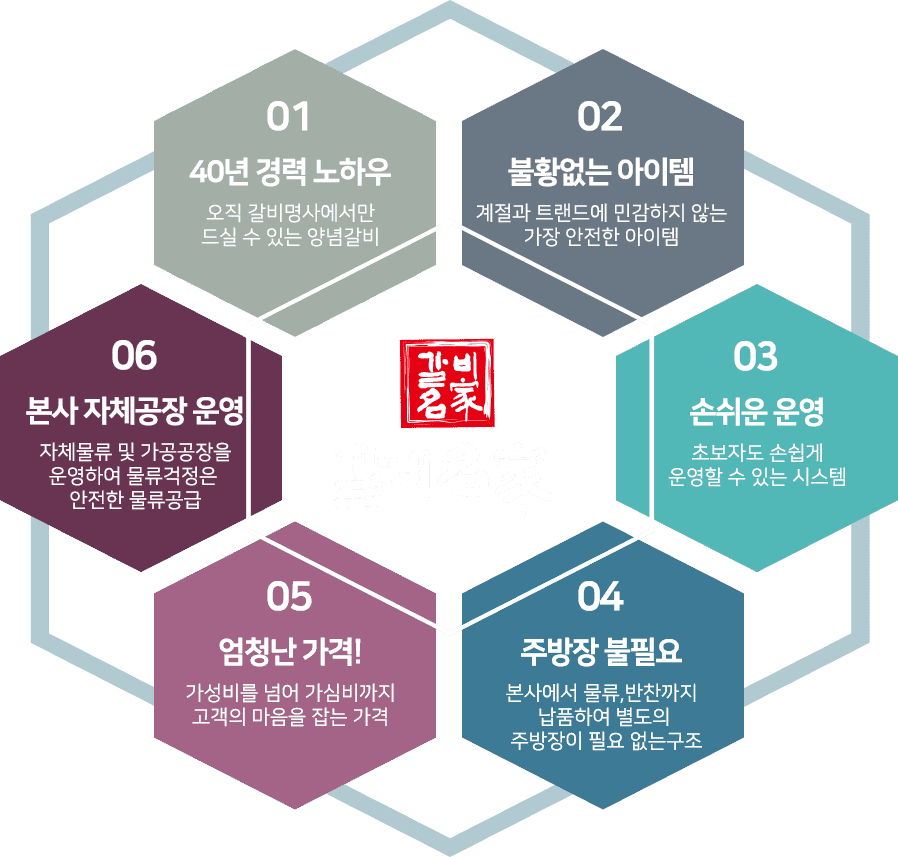 01
40년 경력 노하우
오직 갈비명사에서만
드실 수 있는 양념갈비
02
불황없는 아이템
계절과 트랜드에 민감하지 않는
가장 안전한 아이템
03
손쉬운 운영
초보자도 손쉽게
운영할 수 있는 시스템
04
주방장 불필요
본사에서 물류,반찬까지
납품하여 별도의
주방장이 필요 없는구조
05
엄청난 가격!
가성비를 넘어 가심비까지
고객의 마음을 잡는 가격
06
본사 자체공장 운영
자체물류 및 가공공장을
운영하여 물류걱정은
안전한 물류공급
갈비
名家